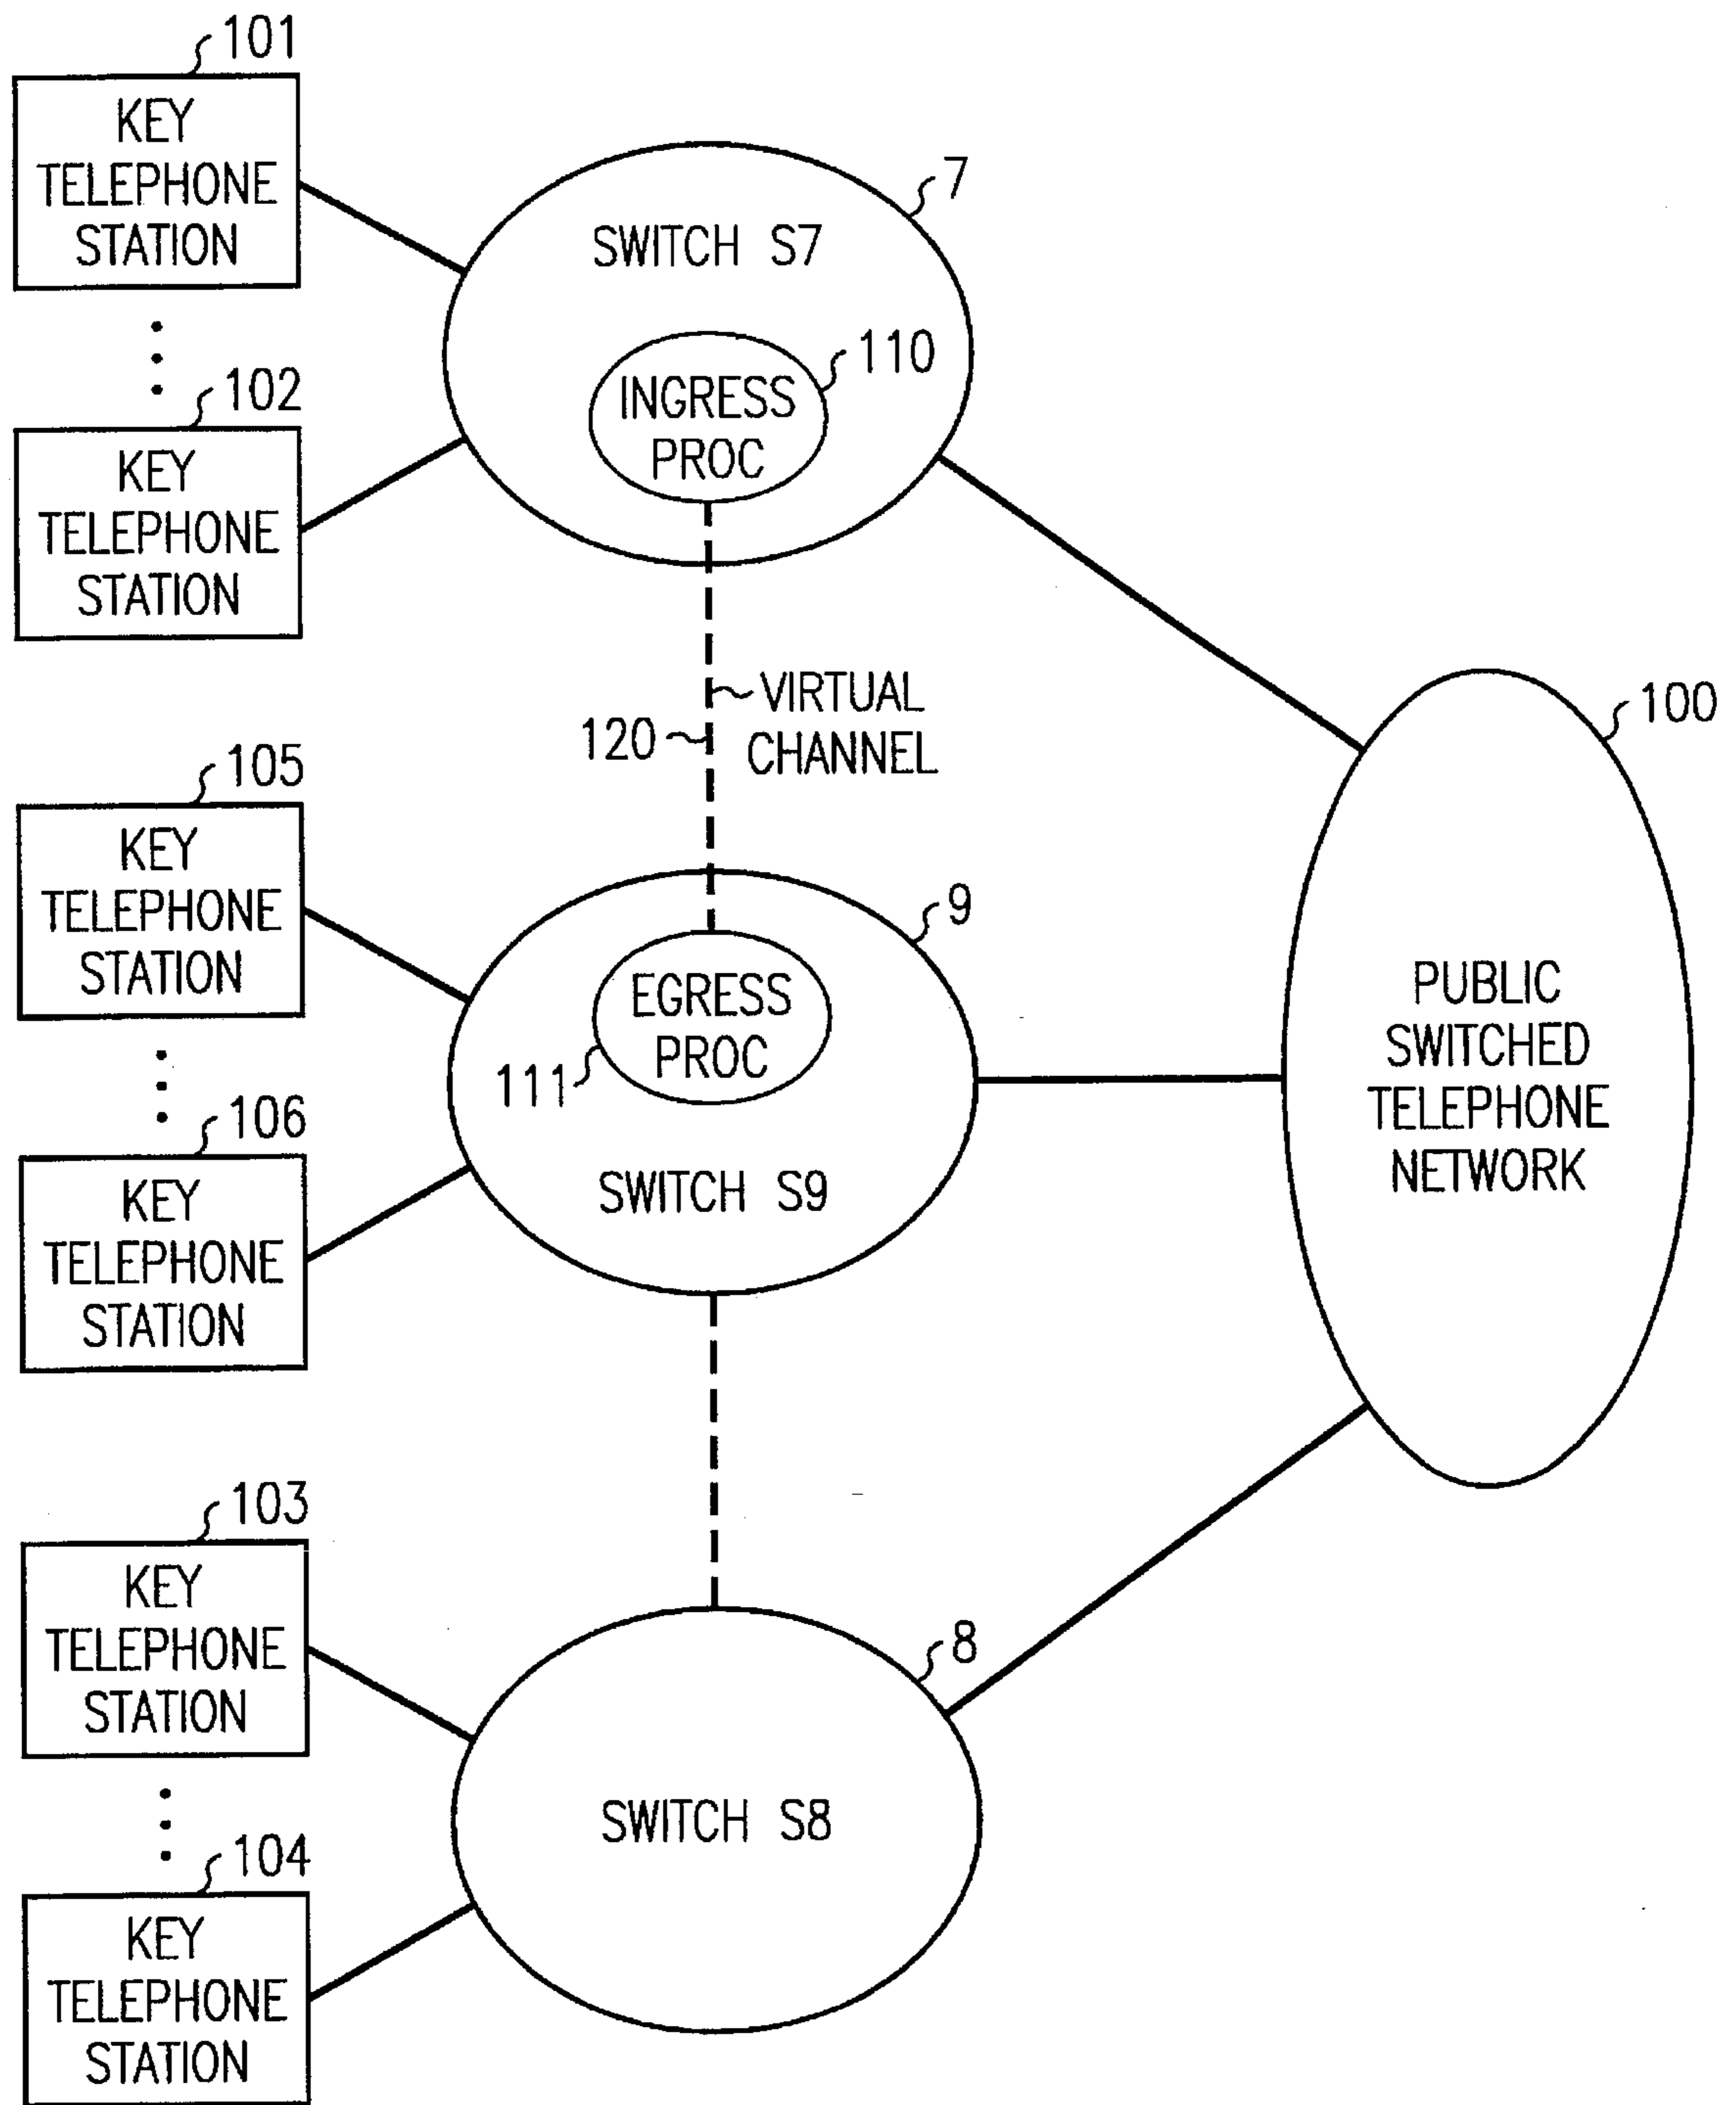 101
KEY
TELEPHONE
STATION
7
SWITCH S7
110
INGRESS
PROC
102
KEY
TELEPHONE
STATION
VIRTUAL
CHANNEL
120
100
105
KEY
TELEPHONE
STATION
9
EGRESS
PROC
111
SWITCH S9
PUBLIC
SWITCHED
TELEPHONE
NETWORK
106
KEY
TELEPHONE
STATION
103
KEY
TELEPHONE
STATION
8
SWITCH S8
104
KEY
TELEPHONE
STATION